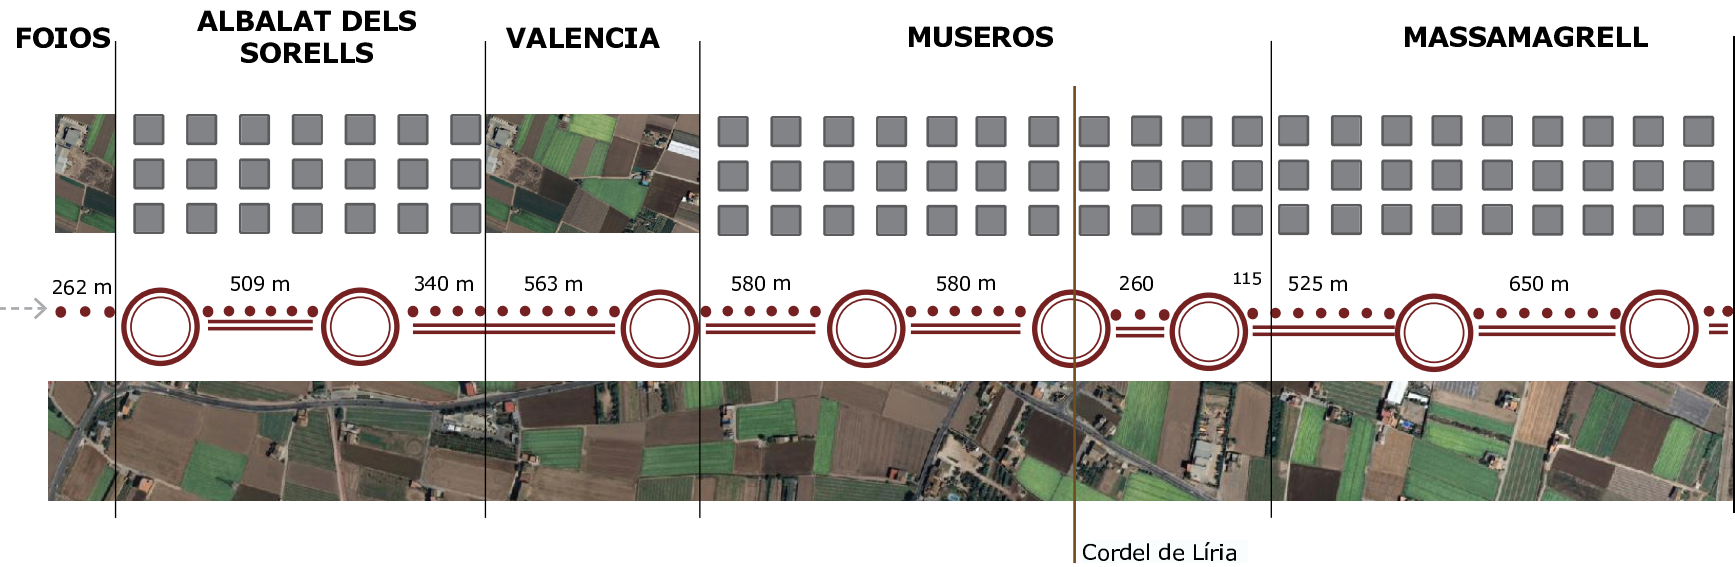 FOIOS
ALBALAT DELS
SORELLS
VALENCIA
MUSEROS
MASSAMAGRELL
262 m
509 m
340 m
563 m
580 m
580 m
260
115
525 m
650 m
Cordel de Líria